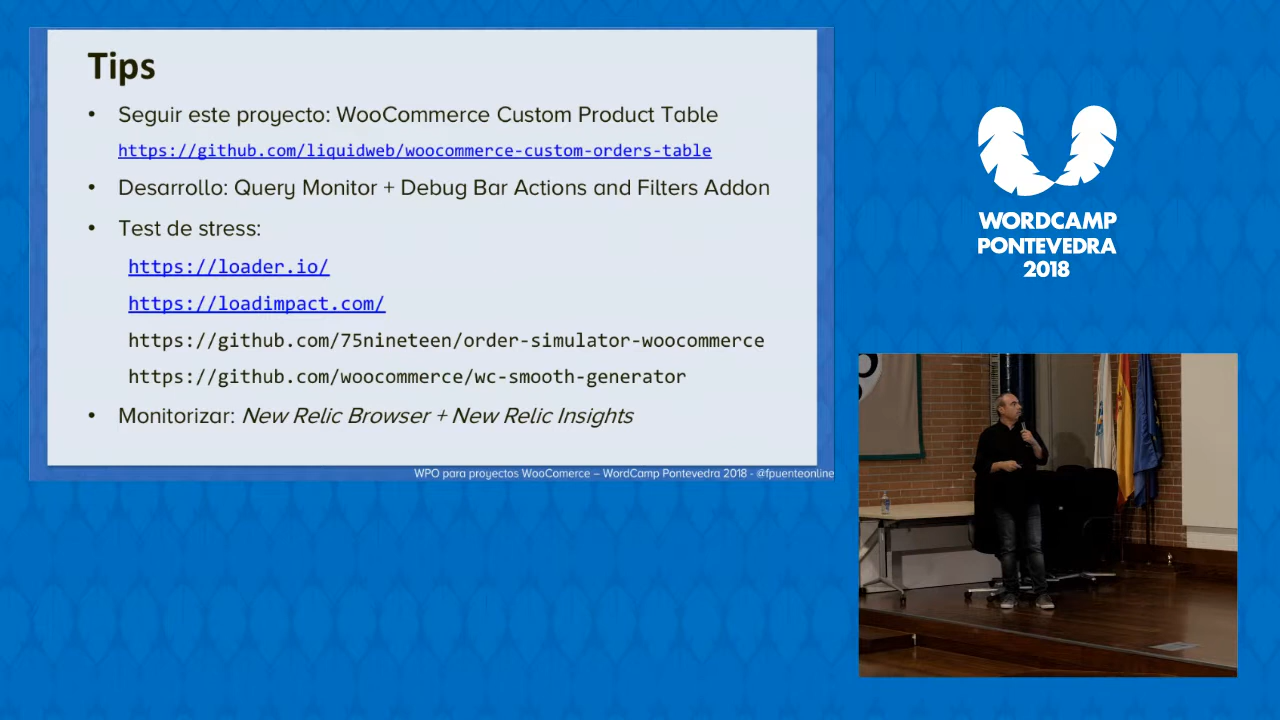 Tips
• Seguir este proyecto: WooCommerce Custom Product Table
https://github.com/liquidweb/woocommerce-custom-orders-table
• Desarrollo: Query Monitor + Debug Bar Actions and Filters Addon
• Test de stress:
https://loader.io/
https://loadimpact.com/
https://github.com/75nineteen/order-simulator-woocommerce
https://github.com/woocommerce/wc-smooth-generator
• Monitorizar: New Relic Browser + New Relic Insights
WPO para proyectos WooComerce – WordCamp Pontevedra 2018 - @fpuenteonline
WORDCAMP
PONTEVEDRA
2018